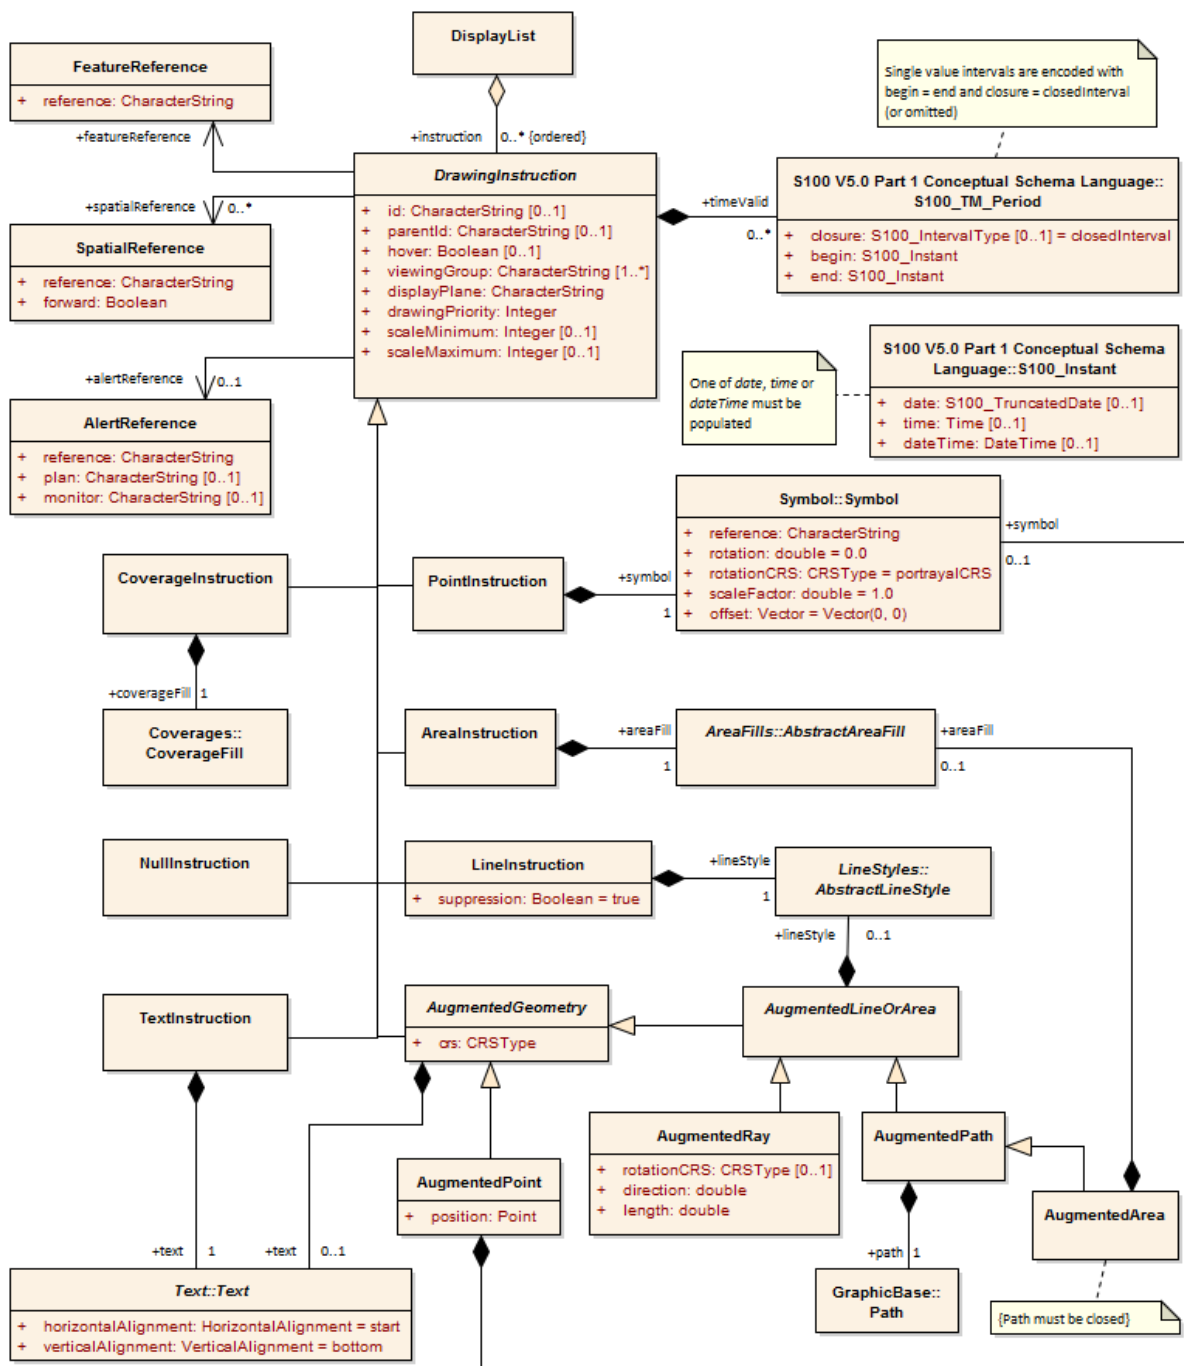 DisplayList
FeatureReference
+ reference: CharacterString
Single value intervals are encoded with
begin = end and closure = closedInterval
(or omitted)
+featureReference
+instruction 0..* {ordered}
DrawingInstruction
+ id: CharacterString [0..1]
+ parentId: CharacterString [0..1]
+ hover: Boolean [0..1]
+ viewingGroup: CharacterString [1..*]
+ displayPlane: CharacterString
+ drawingPriority: Integer
+ scaleMinimum: Integer [0..1]
+ scaleMaximum: Integer [0..1]
+timeValid
0..*
S100 V5.0 Part 1 Conceptual Schema Language::
S100_TM_Period
+ closure: S100_IntervalType [0..1] = closedInterval
+ begin: S100_Instant
+ end: S100_Instant
+spatialReference
0..*
SpatialReference
+ reference: CharacterString
+ forward: Boolean
One of date, time or
dateTime must be
populated
S100 V5.0 Part 1 Conceptual Schema
Language::S100_Instant
+ date: S100_TruncatedDate [0..1]
+ time: Time [0..1]
+ dateTime: DateTime [0..1]
+alertReference
0..1
AlertReference
+ reference: CharacterString
+ plan: CharacterString [0..1]
+ monitor: CharacterString [0..1]
Symbol::Symbol
+ reference: CharacterString
+ rotation: double = 0.0
+ rotationCRS: CRSType = portrayalCRS
+ scaleFactor: double = 1.0
+ offset: Vector = Vector(0, 0)
+symbol
0..1
CoverageInstruction
PointInstruction
+symbol
1
+coverageFill 1
Coverages::
CoverageFill
AreaInstruction
+areaFill
1
AreaFills::AbstractAreaFill
+areaFill
0..1
NullInstruction
LineInstruction
+ suppression: Boolean = true
+lineStyle
1
LineStyles::
AbstractLineStyle
+lineStyle 0..1
TextInstruction
AugmentedGeometry
+ crs: CRSType
AugmentedLineOrArea
AugmentedRay
+ rotationCRS: CRSType [0..1]
+ direction: double
+ length: double
AugmentedPath
AugmentedPoint
+ position: Point
AugmentedArea
+text 1
+text 0..1
+path 1
Text::Text
+ horizontalAlignment: HorizontalAlignment = start
+ verticalAlignment: VerticalAlignment = bottom
GraphicBase::
Path
{Path must be closed}